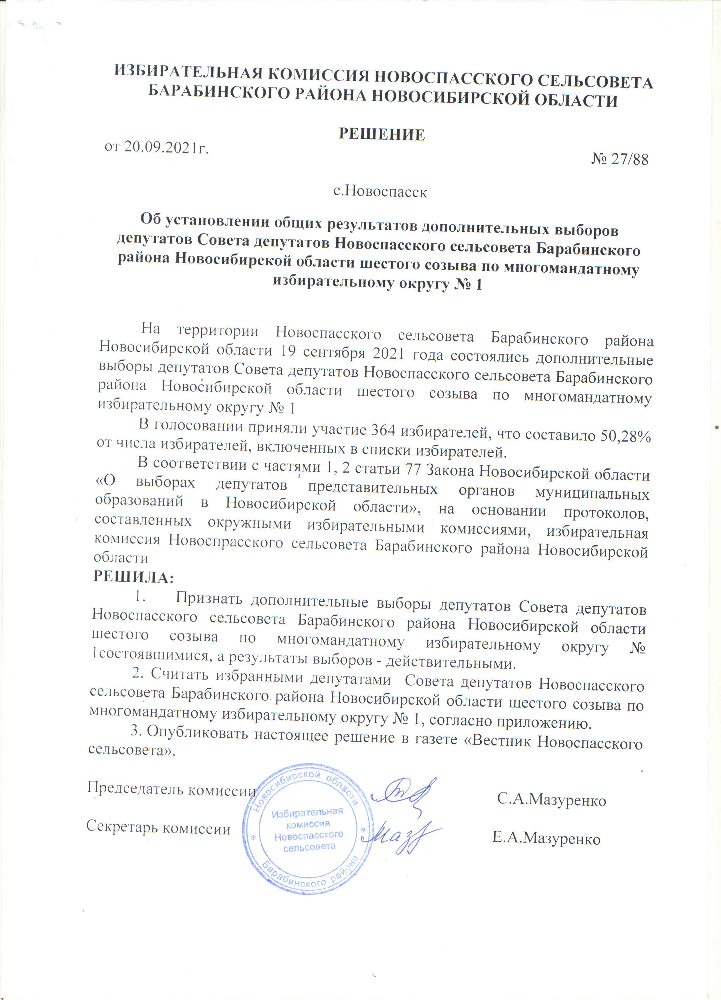 ИЗБИРАТЕЛЬНАЯ КОМИССИЯ НОВОСПАССКОГО СЕЛЬСОВЕТА
БАРАБИНСКОГО РАЙОНА НОВОСИБИРСКОЙ ОБЛАСТИ
РЕШЕНИЕ
от 20.09.2021г.
№ 27/88
с.Новоспасск
Об установлении общих результатов дополнительных выборов
депутатов Совета депутатов Новоспасского сельсовета Барабинского
района Новосибирской области шестого созыва по многомандатному
избирательному округу № 1
На территории Новоспасского сельсовета Барабинского района
Новосибирской области 19 сентября 2021 года состоялись дополнительные
выборы депутатов Совета депутатов Новоспасского сельсовета Барабинского
района Новосибирской области шестого созыва по многомандатному
избирательному округу № 1
В голосовании приняли участие 364 избирателей, что составило 50,28%
от числа избирателей, включенных в списки избирателей.
В соответствии с частями 1, 2 статьи 77 Закона Новосибирской области
«О выборах депутатов представительных органов муниципальных
образований в Новосибирской области», на основании протоколов,
составленных окружными избирательными комиссиями, избирательная
комиссия Новоспрасского сельсовета Барабинского района Новосибирской
области
РЕШИЛА:
1. Признать дополнительные выборы депутатов Совета депутатов
Новоспасского сельсовета Барабинского района Новосибирской области
шестого созыва по многомандатному избирательному округу №
1состоявшимися, а результаты выборов - действительными.
2. Считать избранными депутатами Совета депутатов Новоспасского
сельсовета Барабинского района Новосибирской области шестого созыва по
многомандатному избирательному округу № 1, согласно приложению.
3. Опубликовать настоящее решение в газете «Вестник Новоспасского
сельсовета».
Председатель комиссии
С.А.Мазуренко
Секретарь комиссии
Е.А.Мазуренко
Новосибирской области
Избирательная
комиссия
Новоспасского
сельсовета
Барабинского района